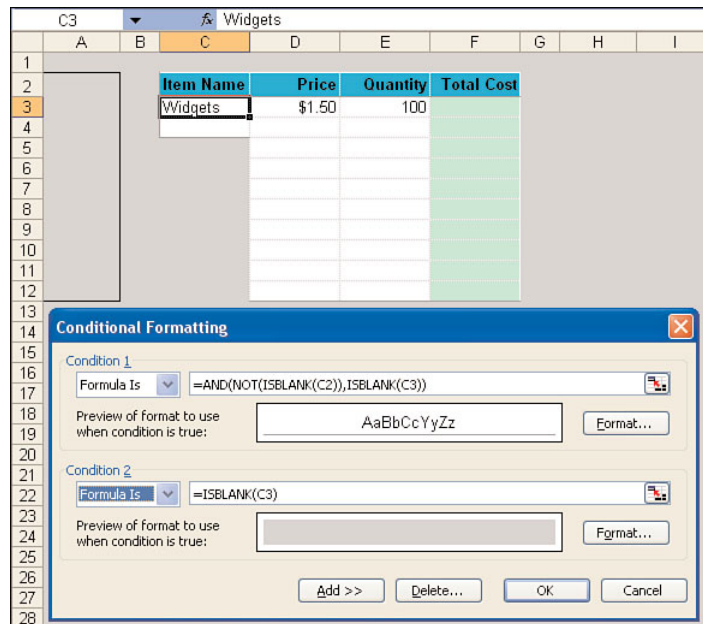 C3 fx Widgets
A B C D E F G H I
1
2 Item Name Price Quantity Total Cost
3 Widgets $1.50 100
4
5
6
7
8
9
10
11
12
13
14 Conditional Formatting
15 Condition 1
16 Formula Is =AND(NOT(ISBLANK(C2)),ISBLANK(C3))
17
18 Preview of format to use AaBbCcYyZz Format...
19 when condition is true:
20
21 Condition 2
22 Formula Is =ISBLANK(C3)
23 Preview of format to use
24 when condition is true: Format...
25
26
27 Add >> Delete... OK Cancel
28